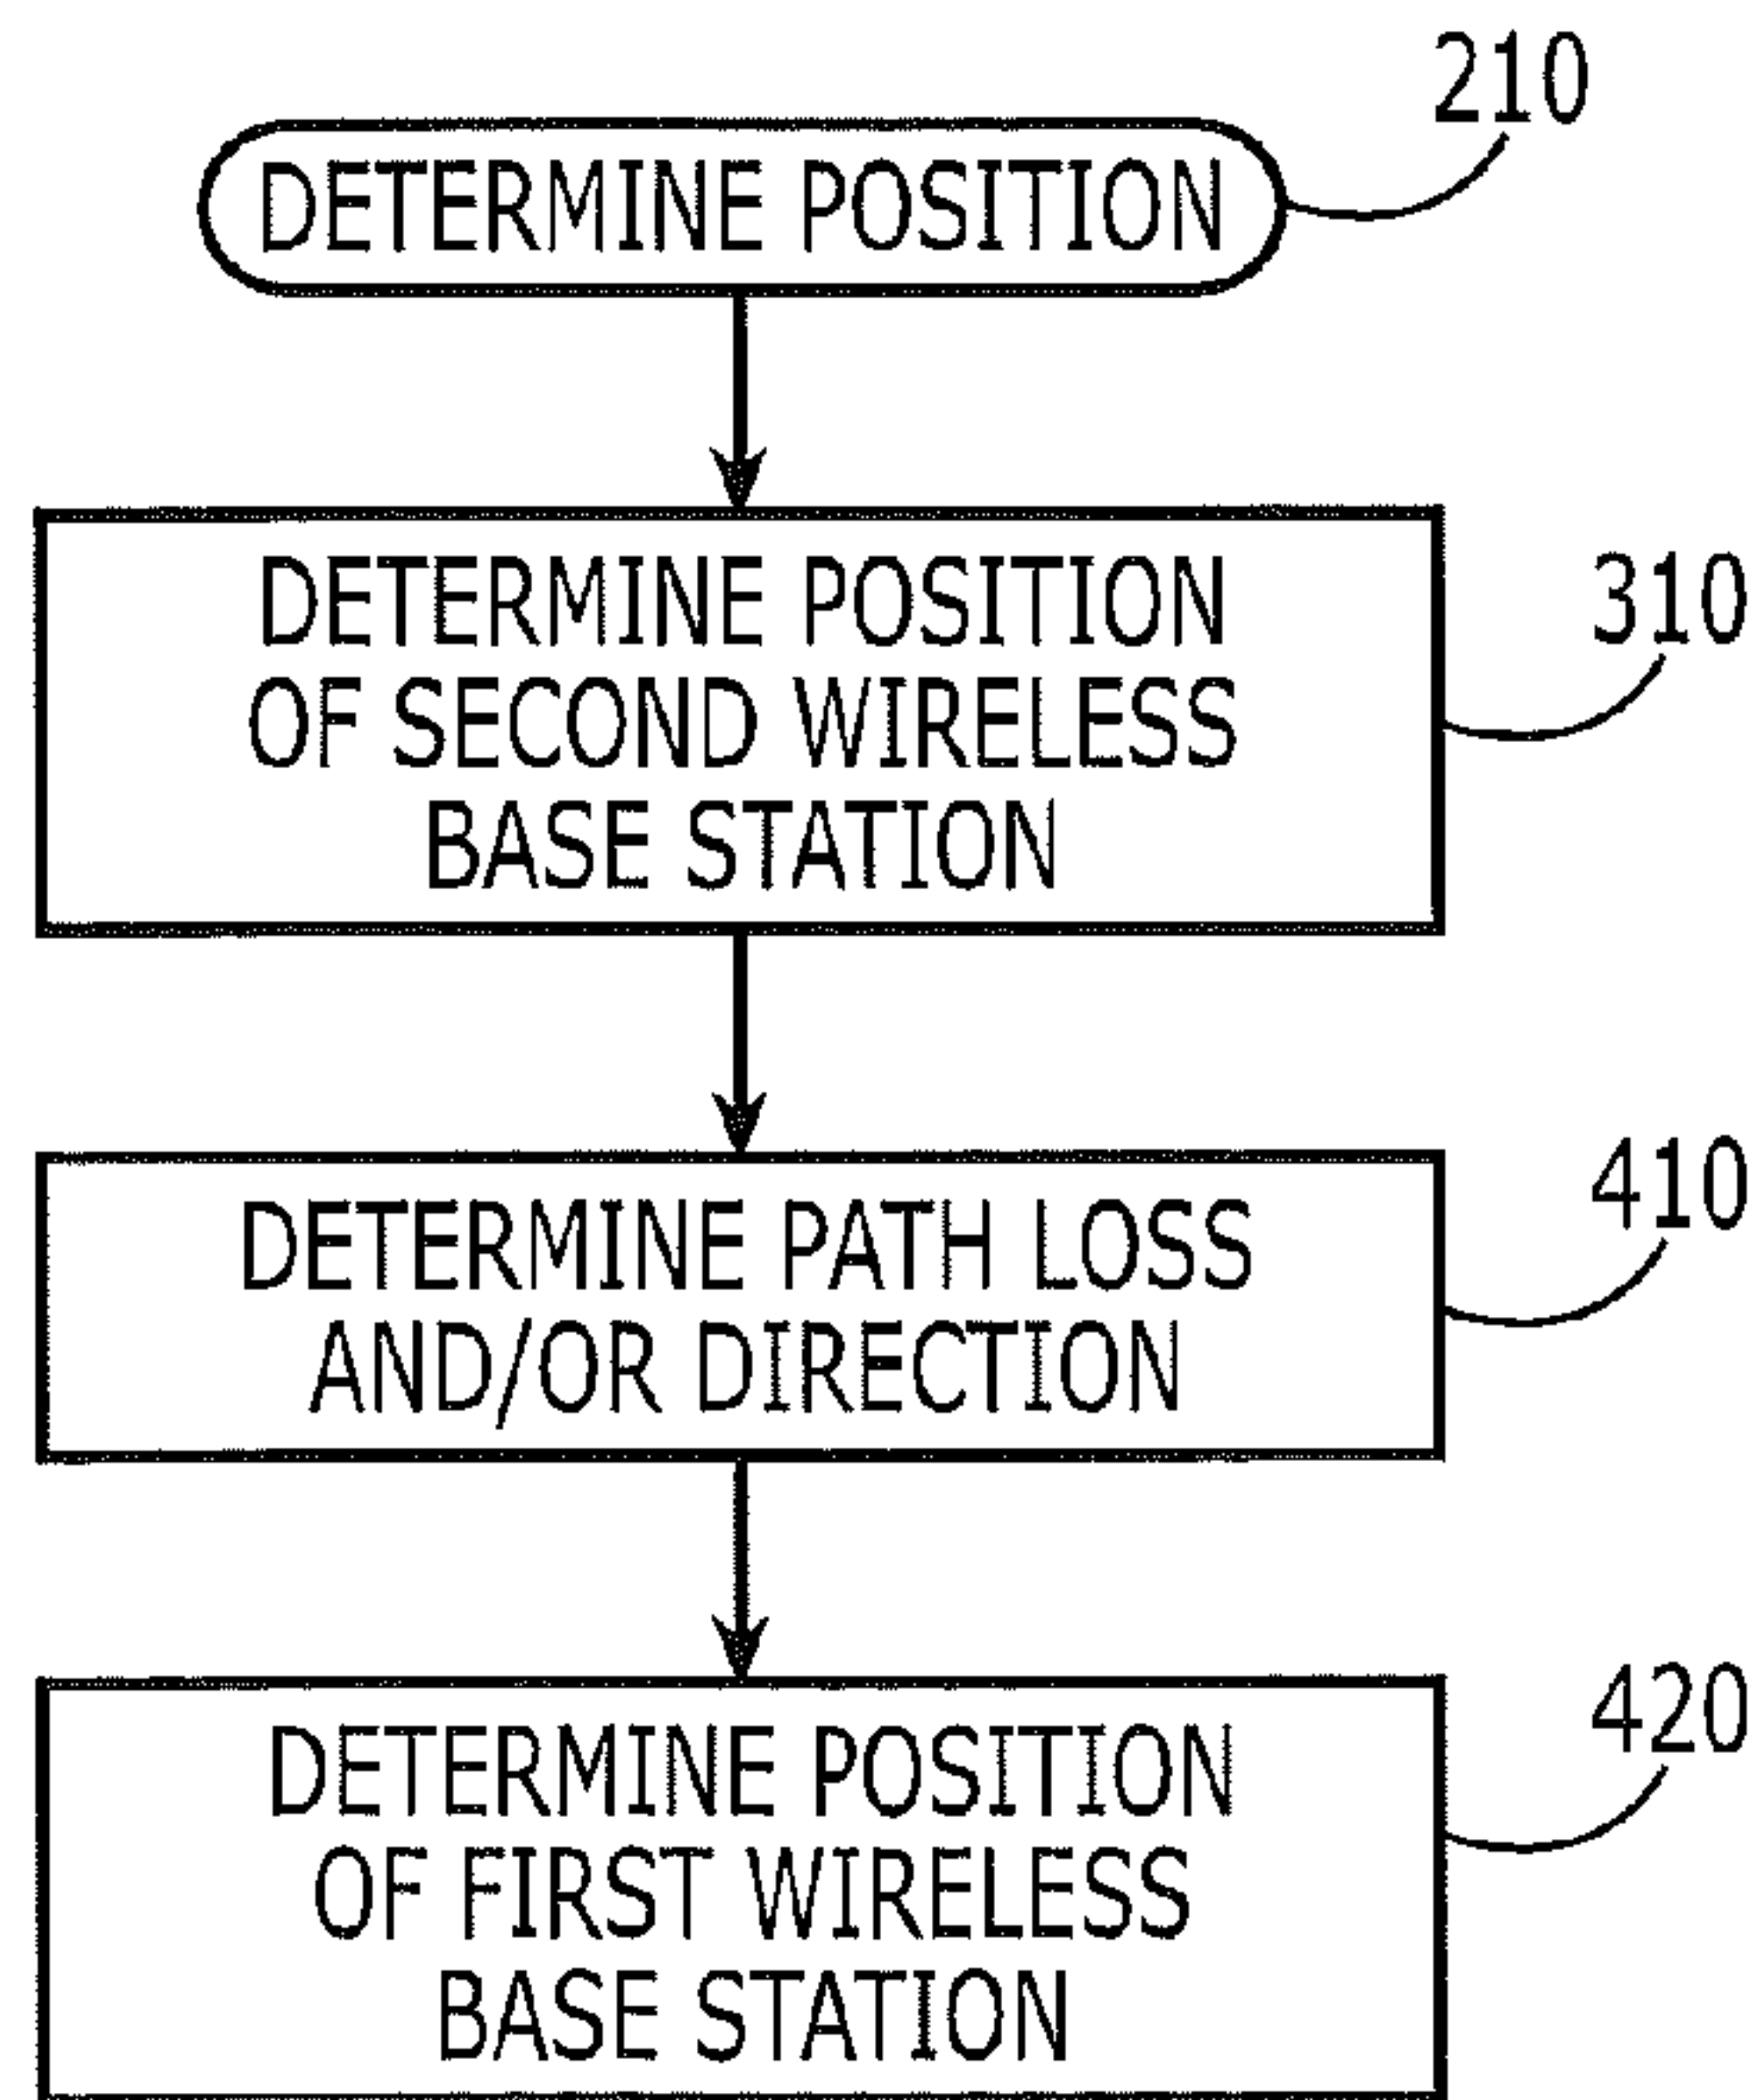 210
DETERMINE POSITION
DETERMINE POSITION
OF SECOND WIRELESS
BASE STATION
310
DETERMINE PATH LOSS
AND/OR DIRECTION
410
DETERMINE POSITION
OF FIRST WIRELESS
BASE STATION
420